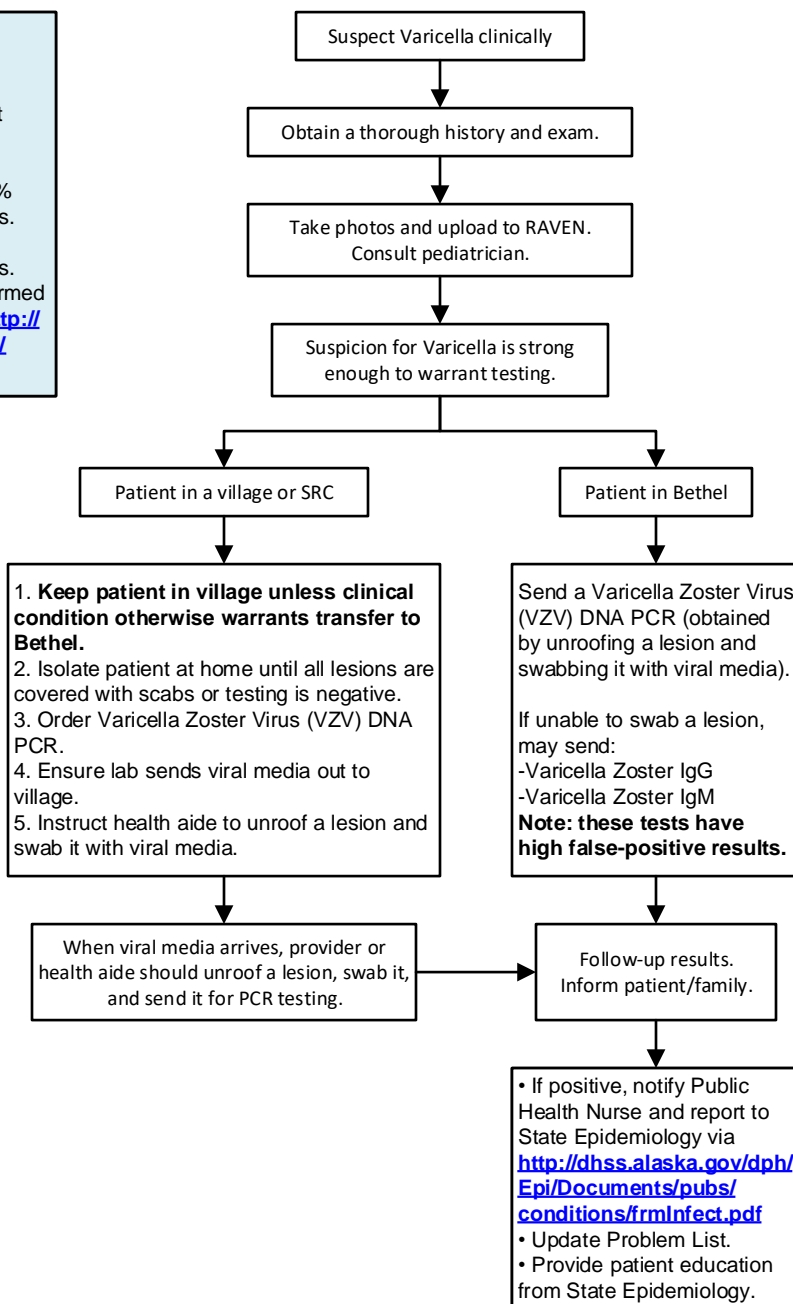 t
%
s.
s.
rmed
tp://
/
Suspect Varicella clinically
Obtain a thorough history and exam.
Take photos and upload to RAVEN.
Consult pediatrician.
Suspicion for Varicella is strong
enough to warrant testing.
Patient in a village or SRC
Patient in Bethel
1. Keep patient in village unless clinical
condition otherwise warrants transfer to
Bethel.
2. Isolate patient at home until all lesions are
covered with scabs or testing is negative.
3. Order Varicella Zoster Virus (VZV) DNA
PCR.
4. Ensure lab sends viral media out to
village.
5. Instruct health aide to unroof a lesion and
swab it with viral media.
Send a Varicella Zoster Virus
(VZV) DNA PCR (obtained
by unroofing a lesion and
swabbing it with viral media).
If unable to swab a lesion,
may send:
-Varicella Zoster IgG
-Varicella Zoster IgM
Note: these tests have
high false-positive results.
When viral media arrives, provider or
health aide should unroof a lesion, swab it,
and send it for PCR testing.
Follow-up results.
Inform patient/family.
• If positive, notify Public
Health Nurse and report to
State Epidemiology via
http://dhss.alaska.gov/dph/
Epi/Documents/pubs/
conditions/frmInfect.pdf
• Update Problem List.
• Provide patient education
from State Epidemiology.